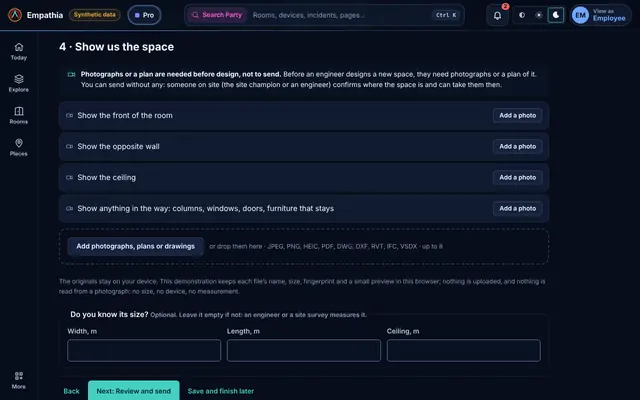 Empathia
Synthetic data
Pro
Search Party
Rooms, devices, incidents, pages...
Ctrl K
2
EM
View as
Employee
Today
Explore
Rooms
Places
More
4 · Show us the space
Photographs or a plan are needed before design, not to send. Before an engineer designs a new space, they need photographs or a plan of it.
You can send without any: someone on site (the site champion or an engineer) confirms where the space is and can take them then.
Show the front of the room
Add a photo
Show the opposite wall
Add a photo
Show the ceiling
Add a photo
Show anything in the way: columns, windows, doors, furniture that stays
Add a photo
Add photographs, plans or drawings
or drop them here · JPEG, PNG, HEIC, PDF, DWG, DXF, RVT, IFC, VSDX · up to 8
The originals stay on your device. This demonstration keeps each file's name, size, fingerprint and a small preview in this browser; nothing is uploaded, and nothing is
read from a photograph: no size, no device, no measurement.
Do you know its size? Optional. Leave it empty if not: an engineer or a site survey measures it.
Width, m
Length, m
Ceiling, m
Back
Next: Review and send
Save and finish later